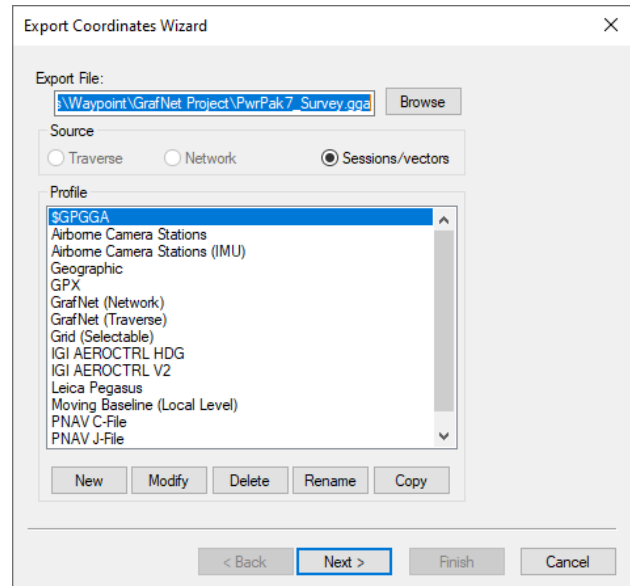 Export Coordinates Wizard
Export File:
s\Waypoint\GrafNet Project\PwrPak7_Survey.gga
Browse
Source
Traverse
Network
Sessions/vectors
Profile
$GPGGA
Airborne Camera Stations
Airborne Camera Stations (IMU)
Geographic
GPX
GrafNet (Network)
GrafNet (Traverse)
Grid (Selectable)
IGI AEROCTRL HDG
IGI AEROCTRL V2
Leica Pegasus
Moving Baseline (Local Level)
PNAV C-File
PNAV J-File
New
Modify
Delete
Rename
Copy
< Back
Next >
Finish
Cancel